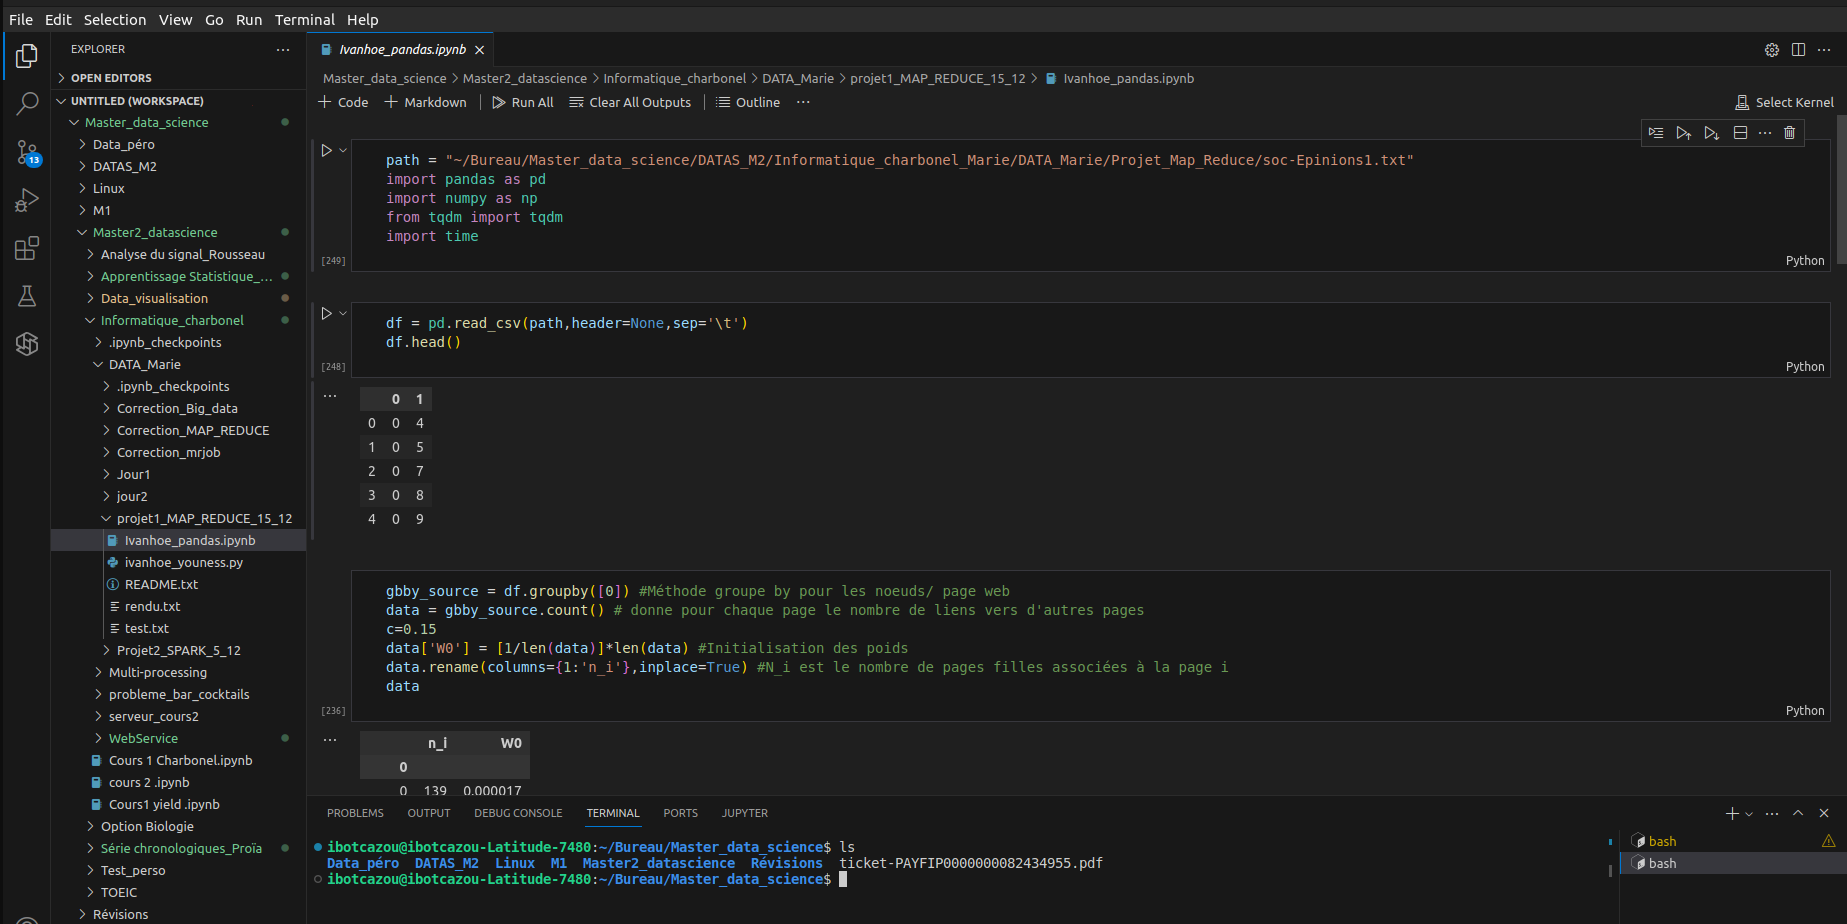 File Edit Selection View Go Run Terminal Help
EXPLORER
OPEN EDITORS
UNTITLED (WORKSPACE)
Master_data_science
Data_péro
DATAS_M2
Linux
M1
Master2_datascience
Analyse du signal_Rousseau
Apprentissage Statistique_...
Data_visualisation
Informatique_charbonel
.ipynb_checkpoints
DATA_Marie
.ipynb_checkpoints
Correction_Big_data
Correction_MAP_REDUCE
Correction_mrjob
Jour1
jour2
projet1_MAP_REDUCE_15_12
Ivanhoe_pandas.ipynb
ivanhoe_youness.py
README.txt
rendu.txt
test.txt
Projet2_SPARK_5_12
Multi-processing
probleme_bar_cocktails
serveur_cours2
WebService
Cours 1 Charbonel.ipynb
cours 2 .ipynb
Cours1 yield .ipynb
Option Biologie
Série chronologiques_Proïa
Test_perso
TOEIC
Révisions
13
Ivanhoe_pandas.ipynb
Master_data_science > Master2_datascience > Informatique_charbonel > DATA_Marie > projet1_MAP_REDUCE_15_12 > Ivanhoe_pandas.ipynb
+ Code + Markdown Run All Clear All Outputs Outline ...
Select Kernel
path = "~/Bureau/Master_data_science/DATAS_M2/Informatique_charbonel_Marie/DATA_Marie/Projet_Map_Reduce/soc-Epinions1.txt"
import pandas as pd
import numpy as np
from tqdm import tqdm
import time
[249]
Python
df = pd.read_csv(path,header=None,sep='\t')
df.head()
[248]
Python
0 1
0 0 4
1 0 5
2 0 7
3 0 8
4 0 9
gbby_source = df.groupby([0]) #Méthode groupe by pour les noeuds/ page web
data = gbby_source.count() # donne pour chaque page le nombre de liens vers d'autres pages
c=0.15
data['W0'] = [1/len(data)]*len(data) #Initialisation des poids
data.rename(columns={1:'n_i'},inplace=True) #N_i est le nombre de pages filles associées à la page i
data
[236]
Python
n_i W0
0
0 139 0.000017
PROBLEMS OUTPUT DEBUG CONSOLE TERMINAL PORTS JUPYTER
ibotcazou@ibotcazou-Latitude-7480:~/Bureau/Master_data_science$ ls
Data_péro DATAS_M2 Linux M1 Master2_datascience Révisions ticket-PAYFIP0000000082434955.pdf
ibotcazou@ibotcazou-Latitude-7480:~/Bureau/Master_data_science$
bash
bash